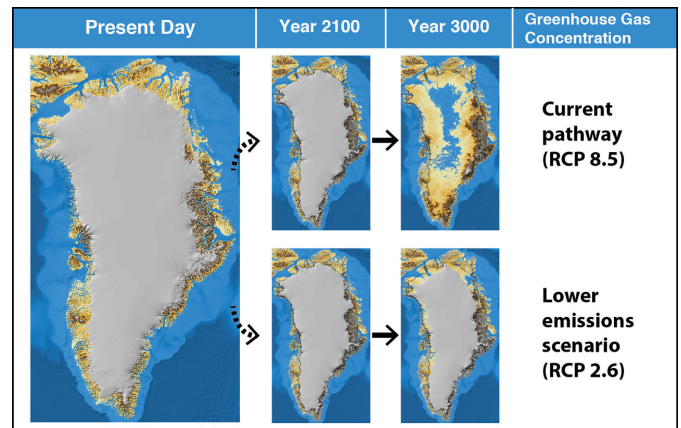 Present Day
Year 2100
Year 3000
Greenhouse Gas
Concentration
Current
pathway
(RCP 8.5)
Lower
emissions
scenario
(RCP 2.6)